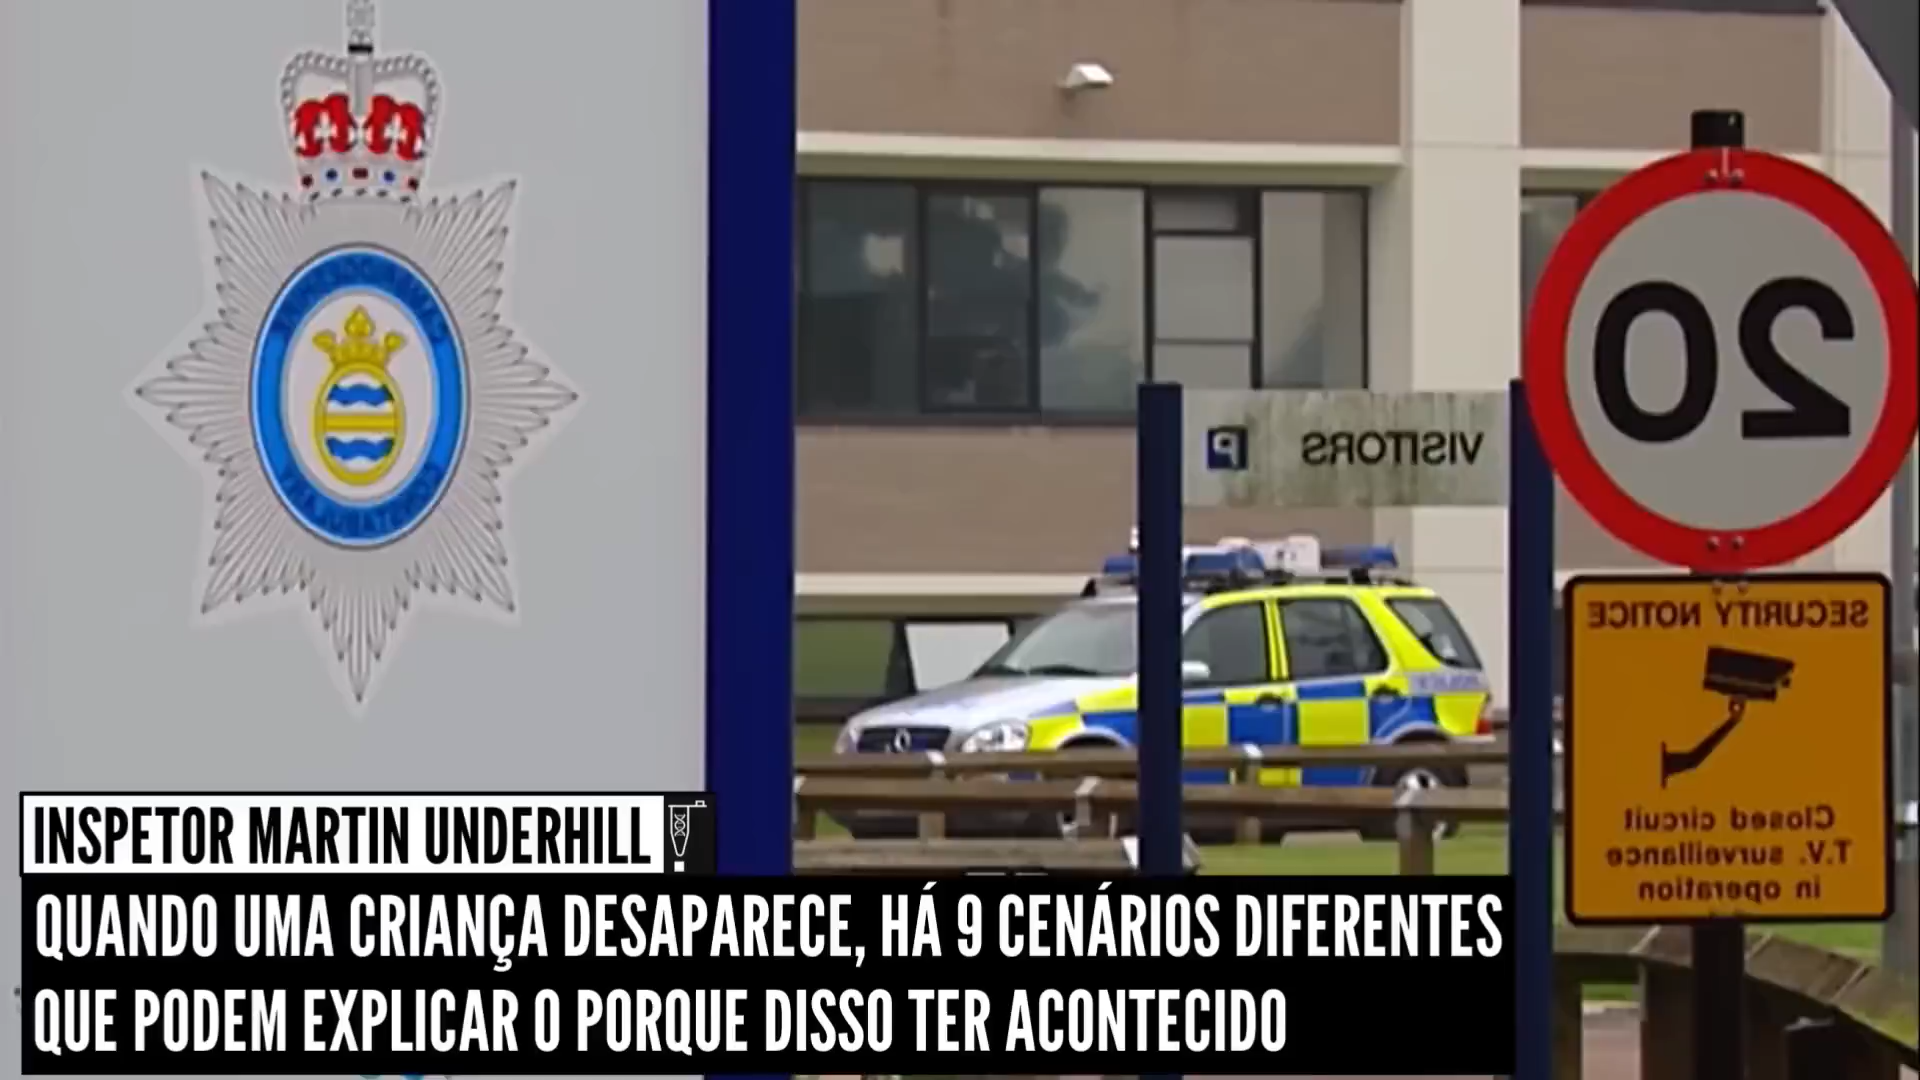 20
VISITORS P
SECURITY NOTICE
Closed circuit
T.V. surveillance
in operation
INSPETOR MARTIN UNDERHILL
QUANDO UMA CRIANÇA DESAPARECE, HÁ 9 CENÁRIOS DIFERENTES
QUE PODEM EXPLICAR O PORQUE DISSO TER ACONTECIDO